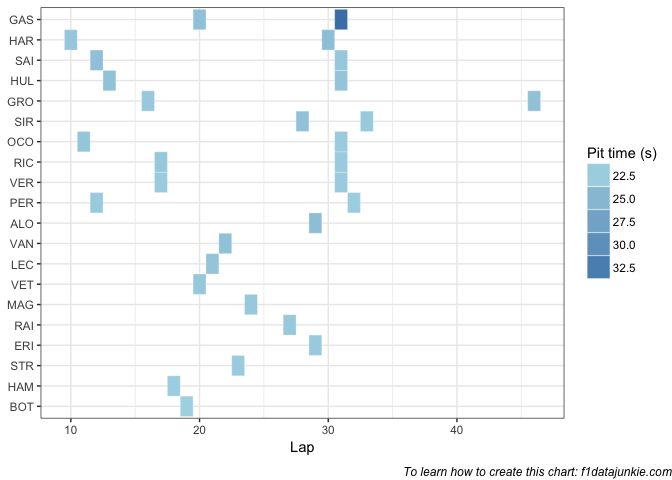 GAS
HAR
SAI
HUL
GRO
SIR
OCO
RIC
VER
PER
ALO
VAN
LEC
VET
MAG
RAI
ERI
STR
HAM
BOT
10 20 30 40
Lap
Pit time (s)
22.5
25.0
27.5
30.0
32.5
To learn how to create this chart: f1datajunkie.com